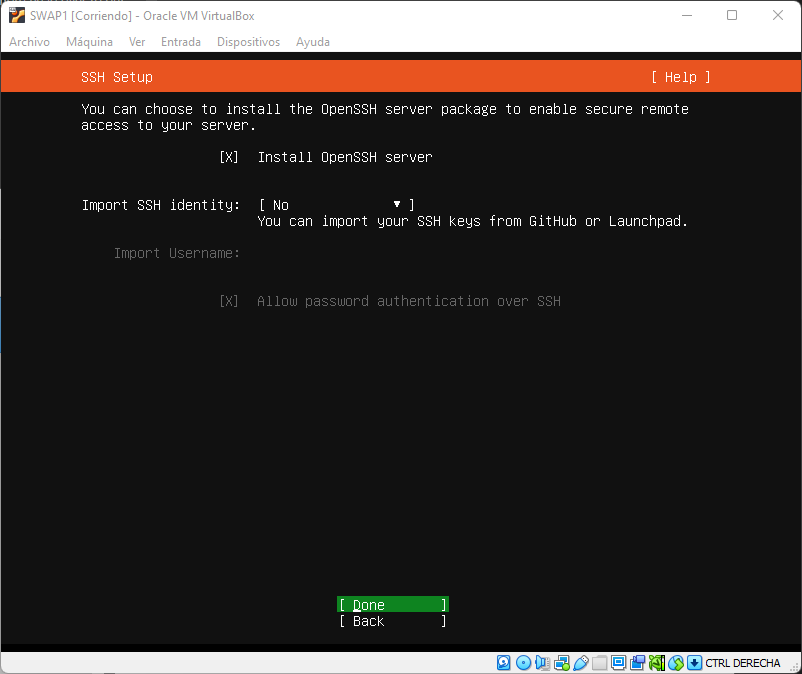 SWAP1 [Corriendo] - Oracle VM VirtualBox
Archivo Máquina Ver Entrada Dispositivos Ayuda
SSH Setup [ Help ]
You can choose to install the OpenSSH server package to enable secure remote
access to your server.
[X] Install OpenSSH server
Import SSH identity: [ No ▾ ]
You can import your SSH keys from GitHub or Launchpad.
Import Username:
[X] Allow password authentication over SSH
[ Done ]
[ Back ]
CTRL DERECHA